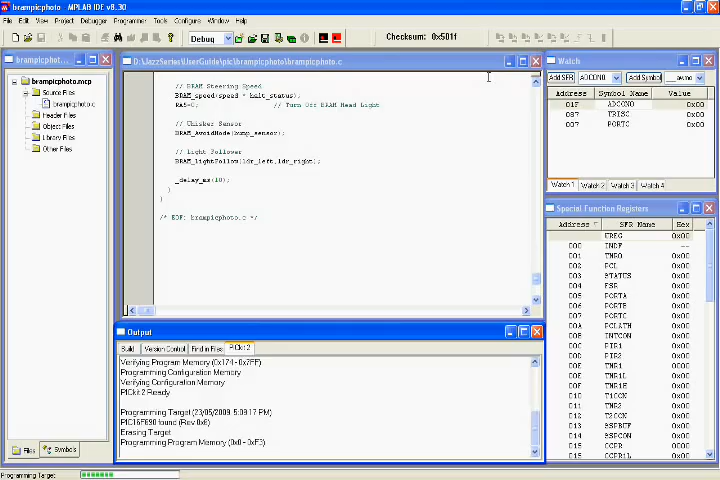 brampicphoto - MPLAB IDE v8.30
File Edit View Project Debugger Programmer Tools Configure Window Help
Debug
Checksum: 0x501f
brampicpho...
brampicphoto.mcp
Source Files
brampicphoto.c
Header Files
Object Files
Library Files
Other Files
Files Symbols
D:\JazzSeries\UserGuide\pic\brampicphoto\brampicphoto.c
// BRAM Steering Speed
BRAM_speed(speed * halt_status);
RA5=0; // Turn Off BRAM Head Light
// Whisker Sensor
BRAM_AvoidMode(bump_sensor);
// Light Follower
BRAM_lightFollow(ldr_left,ldr_right);
_delay_ms(10);
}
}
/* EOF: brampicphoto.c */
Watch
Add SFR ADCON0 Add Symbol
Address Symbol Name Value
01F ADCON0 0x00
087 TRISC 0x00
007 PORTC 0x00
Watch 1 Watch 2 Watch 3 Watch 4
Special Function Registers
Address SFR Name Hex
WREG 0x00
000 INDF --
001 TMR0 0x00
002 PCL 0x00
003 STATUS 0x00
004 FSR 0x00
005 PORTA 0x00
006 PORTB 0x00
007 PORTC 0x00
00A PCLATH 0x00
00B INTCON 0x00
00C PIR1 0x00
00D PIR2 0x00
00E TMR1 0x0000
00E TMR1L 0x00
00F TMR1H 0x00
010 T1CON 0x00
011 TMR2 0x00
012 T2CON 0x00
013 SSPBUF 0x00
014 SSPCON 0x00
015 CCPR 0x0000
015 CCPR1L 0x00
Output
Build Version Control Find in Files PICkit 2
Verifying Program Memory (0x174 - 0x7FF)
Programming Configuration Memory
Verifying Configuration Memory
PICkit 2 Ready
Programming Target (23/05/2009, 5:09:17 PM)
PIC16F690 found (Rev 0x6)
Erasing Target
Programming Program Memory (0x0 - 0xF3)
Programming Target: